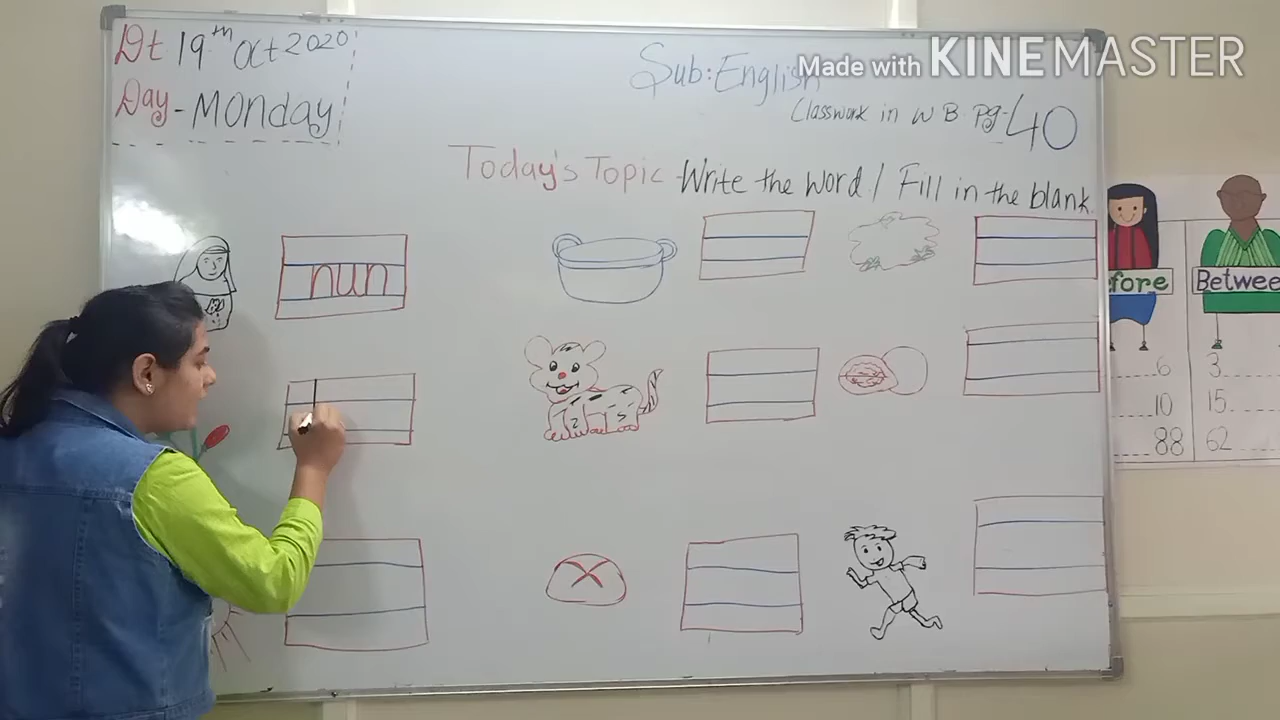 Dt 19th Oct 2020
Day - Monday
Sub: English
Made with KINEMASTER
Classwork in W B Pg- 40
Today's Topic Write the word / Fill in the blank.
nun
fore
Between
6
3
10
15
88
62